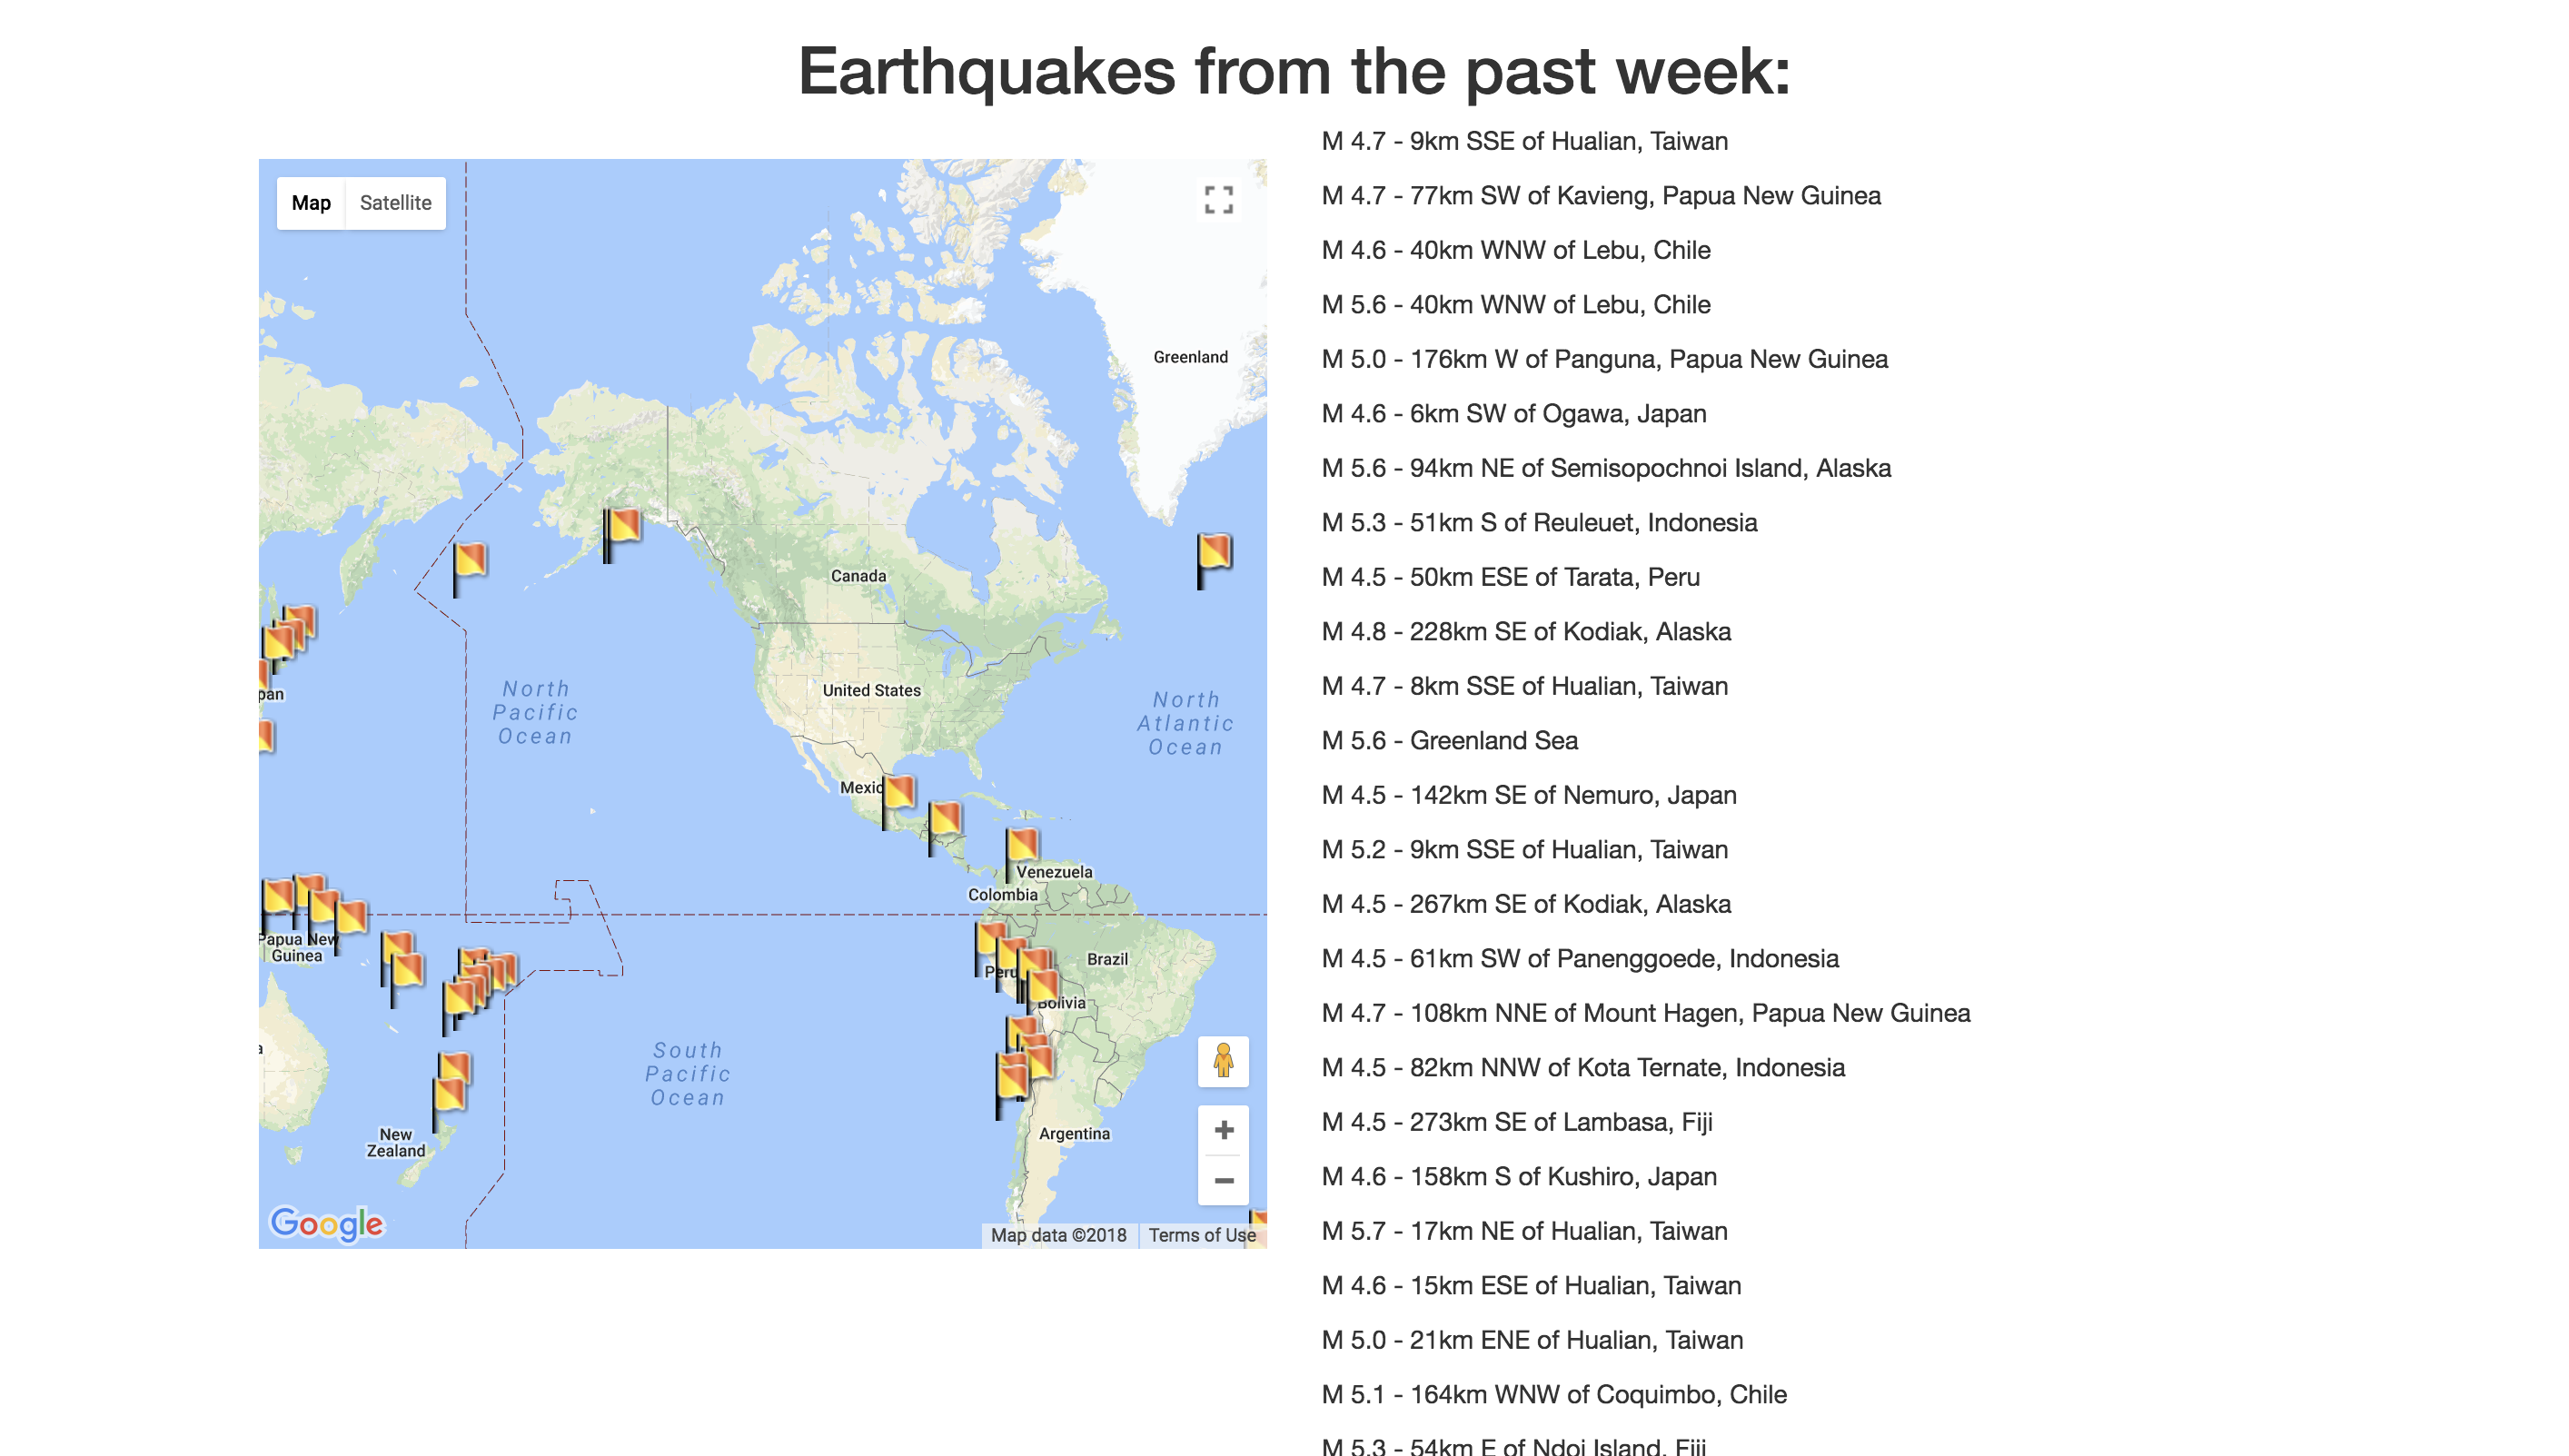 Earthquakes from the past week:
Map
Satellite
Greenland
Canada
pan
North
Pacific
Ocean
United States
North
Atlantic
Ocean
Mexic
Venezuela
Colombia
Papua New
Guinea
Peru
Brazil
Bolivia
a
South
Pacific
Ocean
New
Zealand
Argentina
Google
Map data ©2018
Terms of Use
M 4.7 - 9km SSE of Hualian, Taiwan
M 4.7 - 77km SW of Kavieng, Papua New Guinea
M 4.6 - 40km WNW of Lebu, Chile
M 5.6 - 40km WNW of Lebu, Chile
M 5.0 - 176km W of Panguna, Papua New Guinea
M 4.6 - 6km SW of Ogawa, Japan
M 5.6 - 94km NE of Semisopochnoi Island, Alaska
M 5.3 - 51km S of Reuleuet, Indonesia
M 4.5 - 50km ESE of Tarata, Peru
M 4.8 - 228km SE of Kodiak, Alaska
M 4.7 - 8km SSE of Hualian, Taiwan
M 5.6 - Greenland Sea
M 4.5 - 142km SE of Nemuro, Japan
M 5.2 - 9km SSE of Hualian, Taiwan
M 4.5 - 267km SE of Kodiak, Alaska
M 4.5 - 61km SW of Panenggoede, Indonesia
M 4.7 - 108km NNE of Mount Hagen, Papua New Guinea
M 4.5 - 82km NNW of Kota Ternate, Indonesia
M 4.5 - 273km SE of Lambasa, Fiji
M 4.6 - 158km S of Kushiro, Japan
M 5.7 - 17km NE of Hualian, Taiwan
M 4.6 - 15km ESE of Hualian, Taiwan
M 5.0 - 21km ENE of Hualian, Taiwan
M 5.1 - 164km WNW of Coquimbo, Chile
M 5.3 - 54km E of Ndoi Island, Fiji